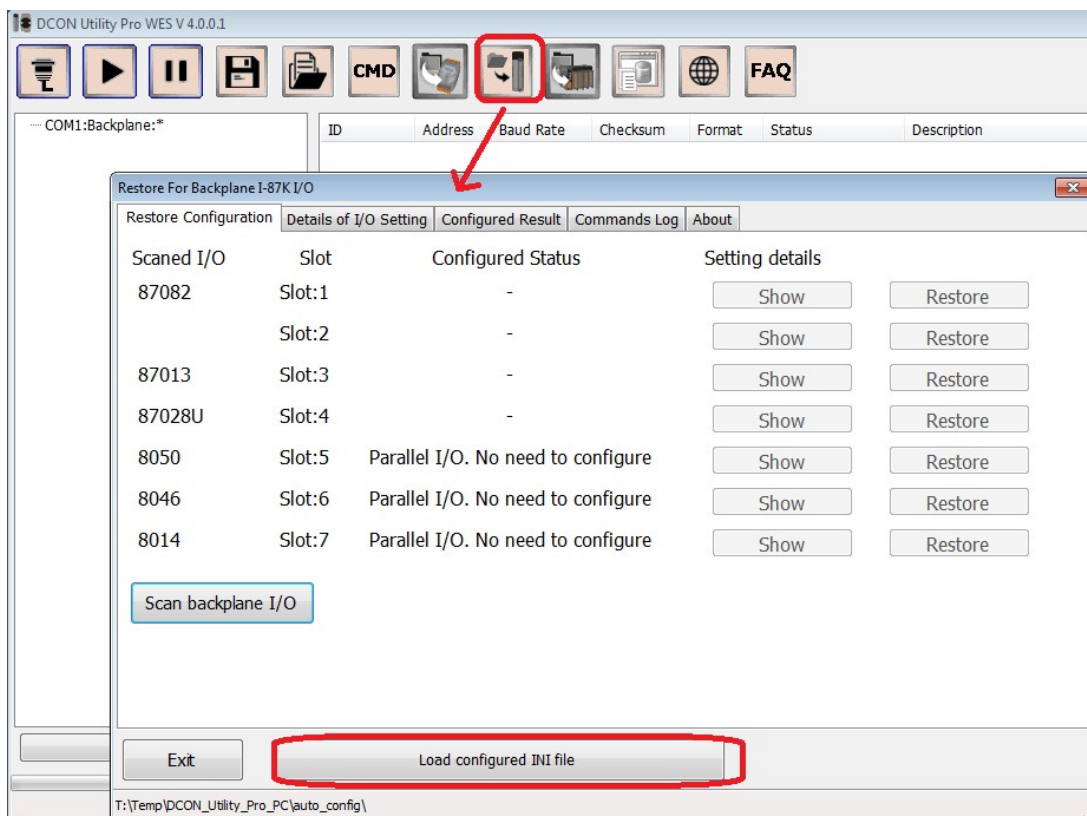 DCON Utility Pro WES V 4.0.0.1
CMD FAQ
COM1:Backplane:*
ID Address Baud Rate Checksum Format Status Description
Restore For Backplane I-87K I/O
Restore Configuration Details of I/O Setting Configured Result Commands Log About
Scaned I/O Slot Configured Status Setting details
87082 Slot:1 - Show Restore
Slot:2 - Show Restore
87013 Slot:3 - Show Restore
87028U Slot:4 - Show Restore
8050 Slot:5 Parallel I/O. No need to configure Show Restore
8046 Slot:6 Parallel I/O. No need to configure Show Restore
8014 Slot:7 Parallel I/O. No need to configure Show Restore
Scan backplane I/O
Exit Load configured INI file
T:\Temp\DCON_Utility_Pro_PC\auto_config\